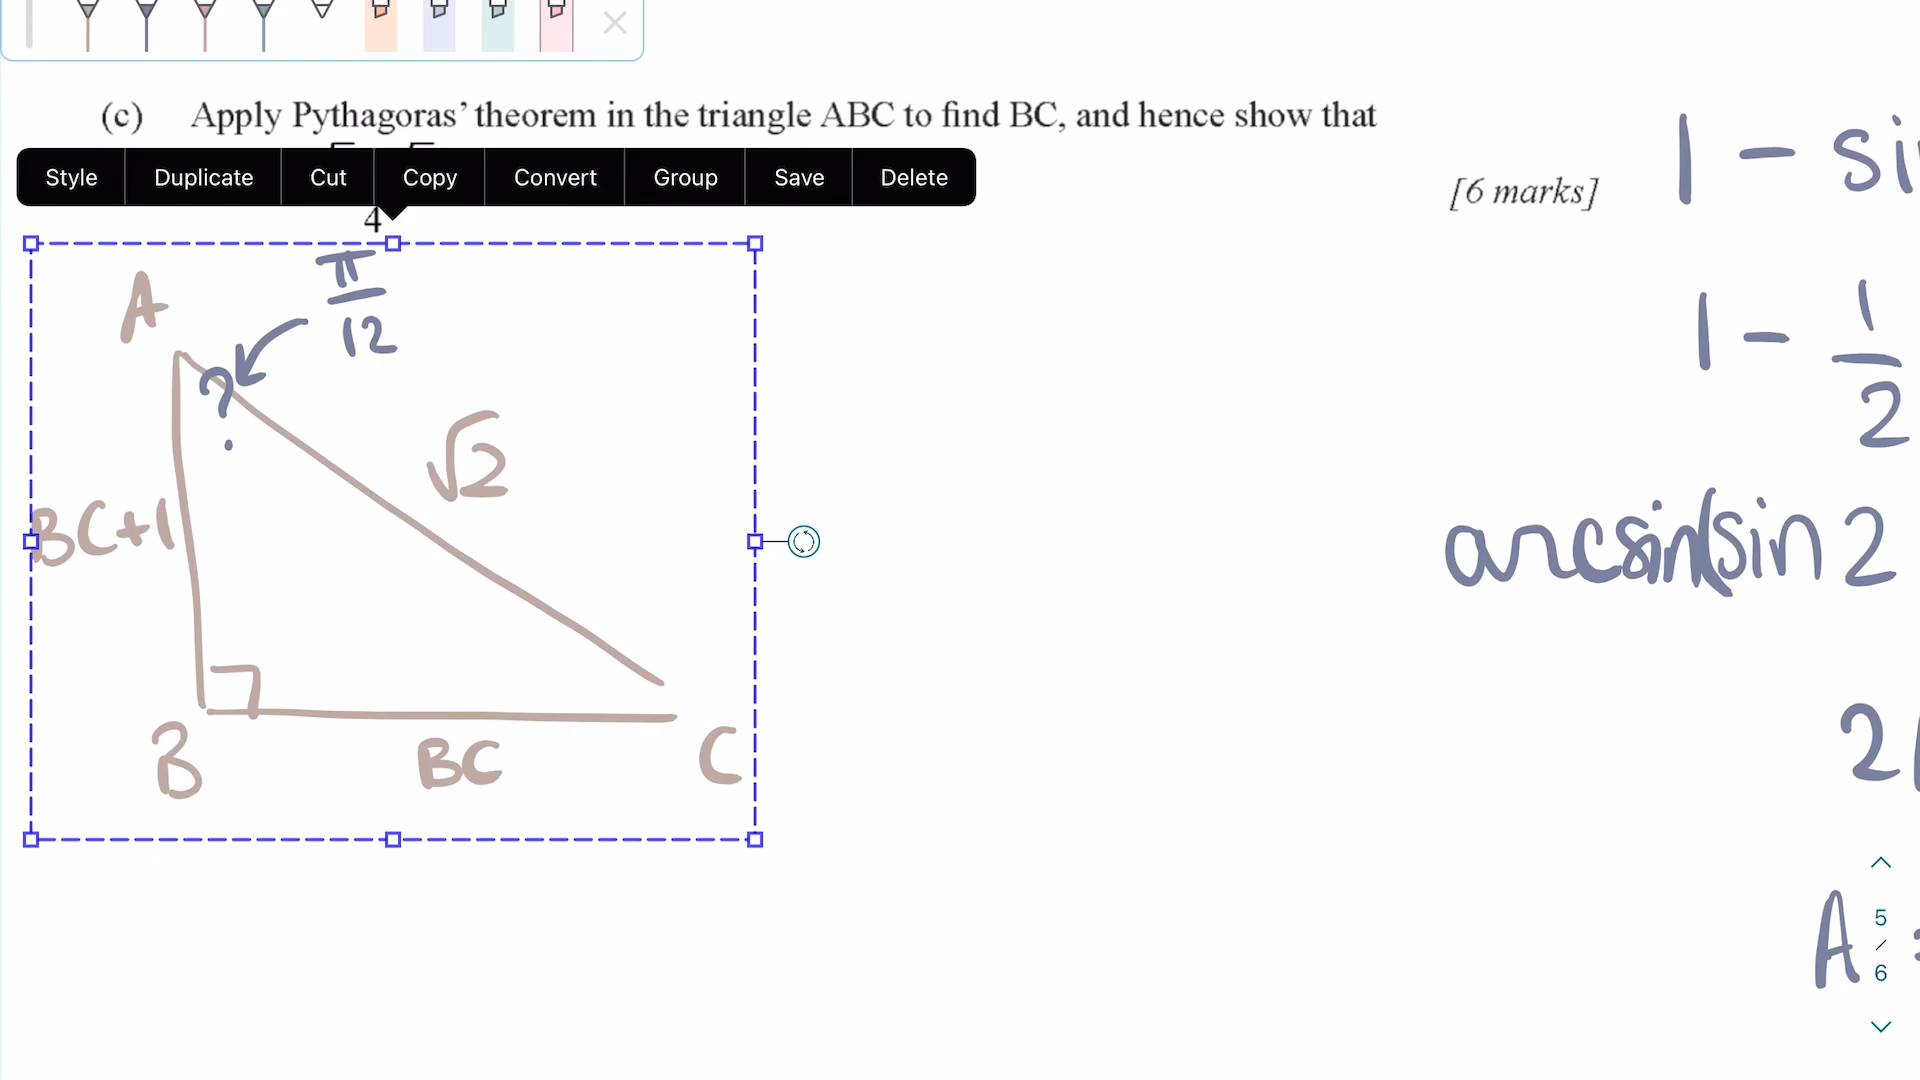 (c) Apply Pythagoras' theorem in the triangle ABC to find BC, and hence show that
Style Duplicate Cut Copy Convert Group Save Delete
[6 marks]
4
1 - si
A
π
12
?
1 - 1
2
√2
BC+1
arcsin(sin 2
B
BC
C
2
A
5
/
6